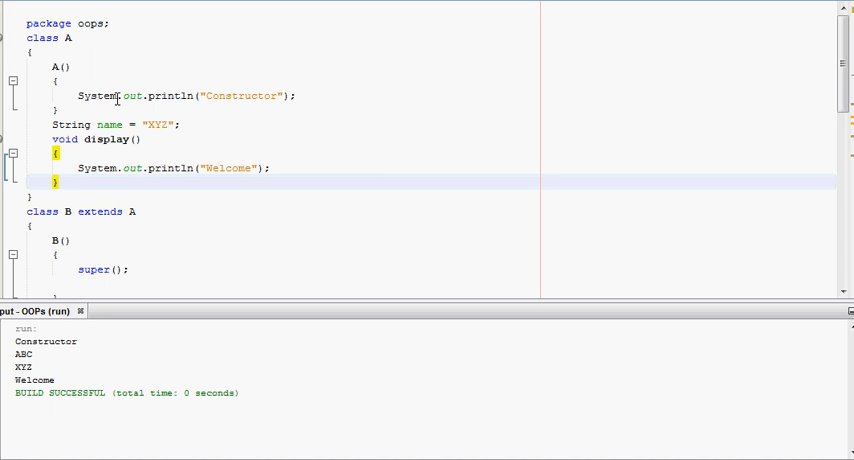 package oops;
class A
{
A()
{
System.out.println("Constructor");
}
String name = "XYZ";
void display()
{
System.out.println("Welcome");
}
}
class B extends A
{
B()
{
super();
put - OOPs (run)
run:
Constructor
ABC
XYZ
Welcome
BUILD SUCCESSFUL (total time: 0 seconds)